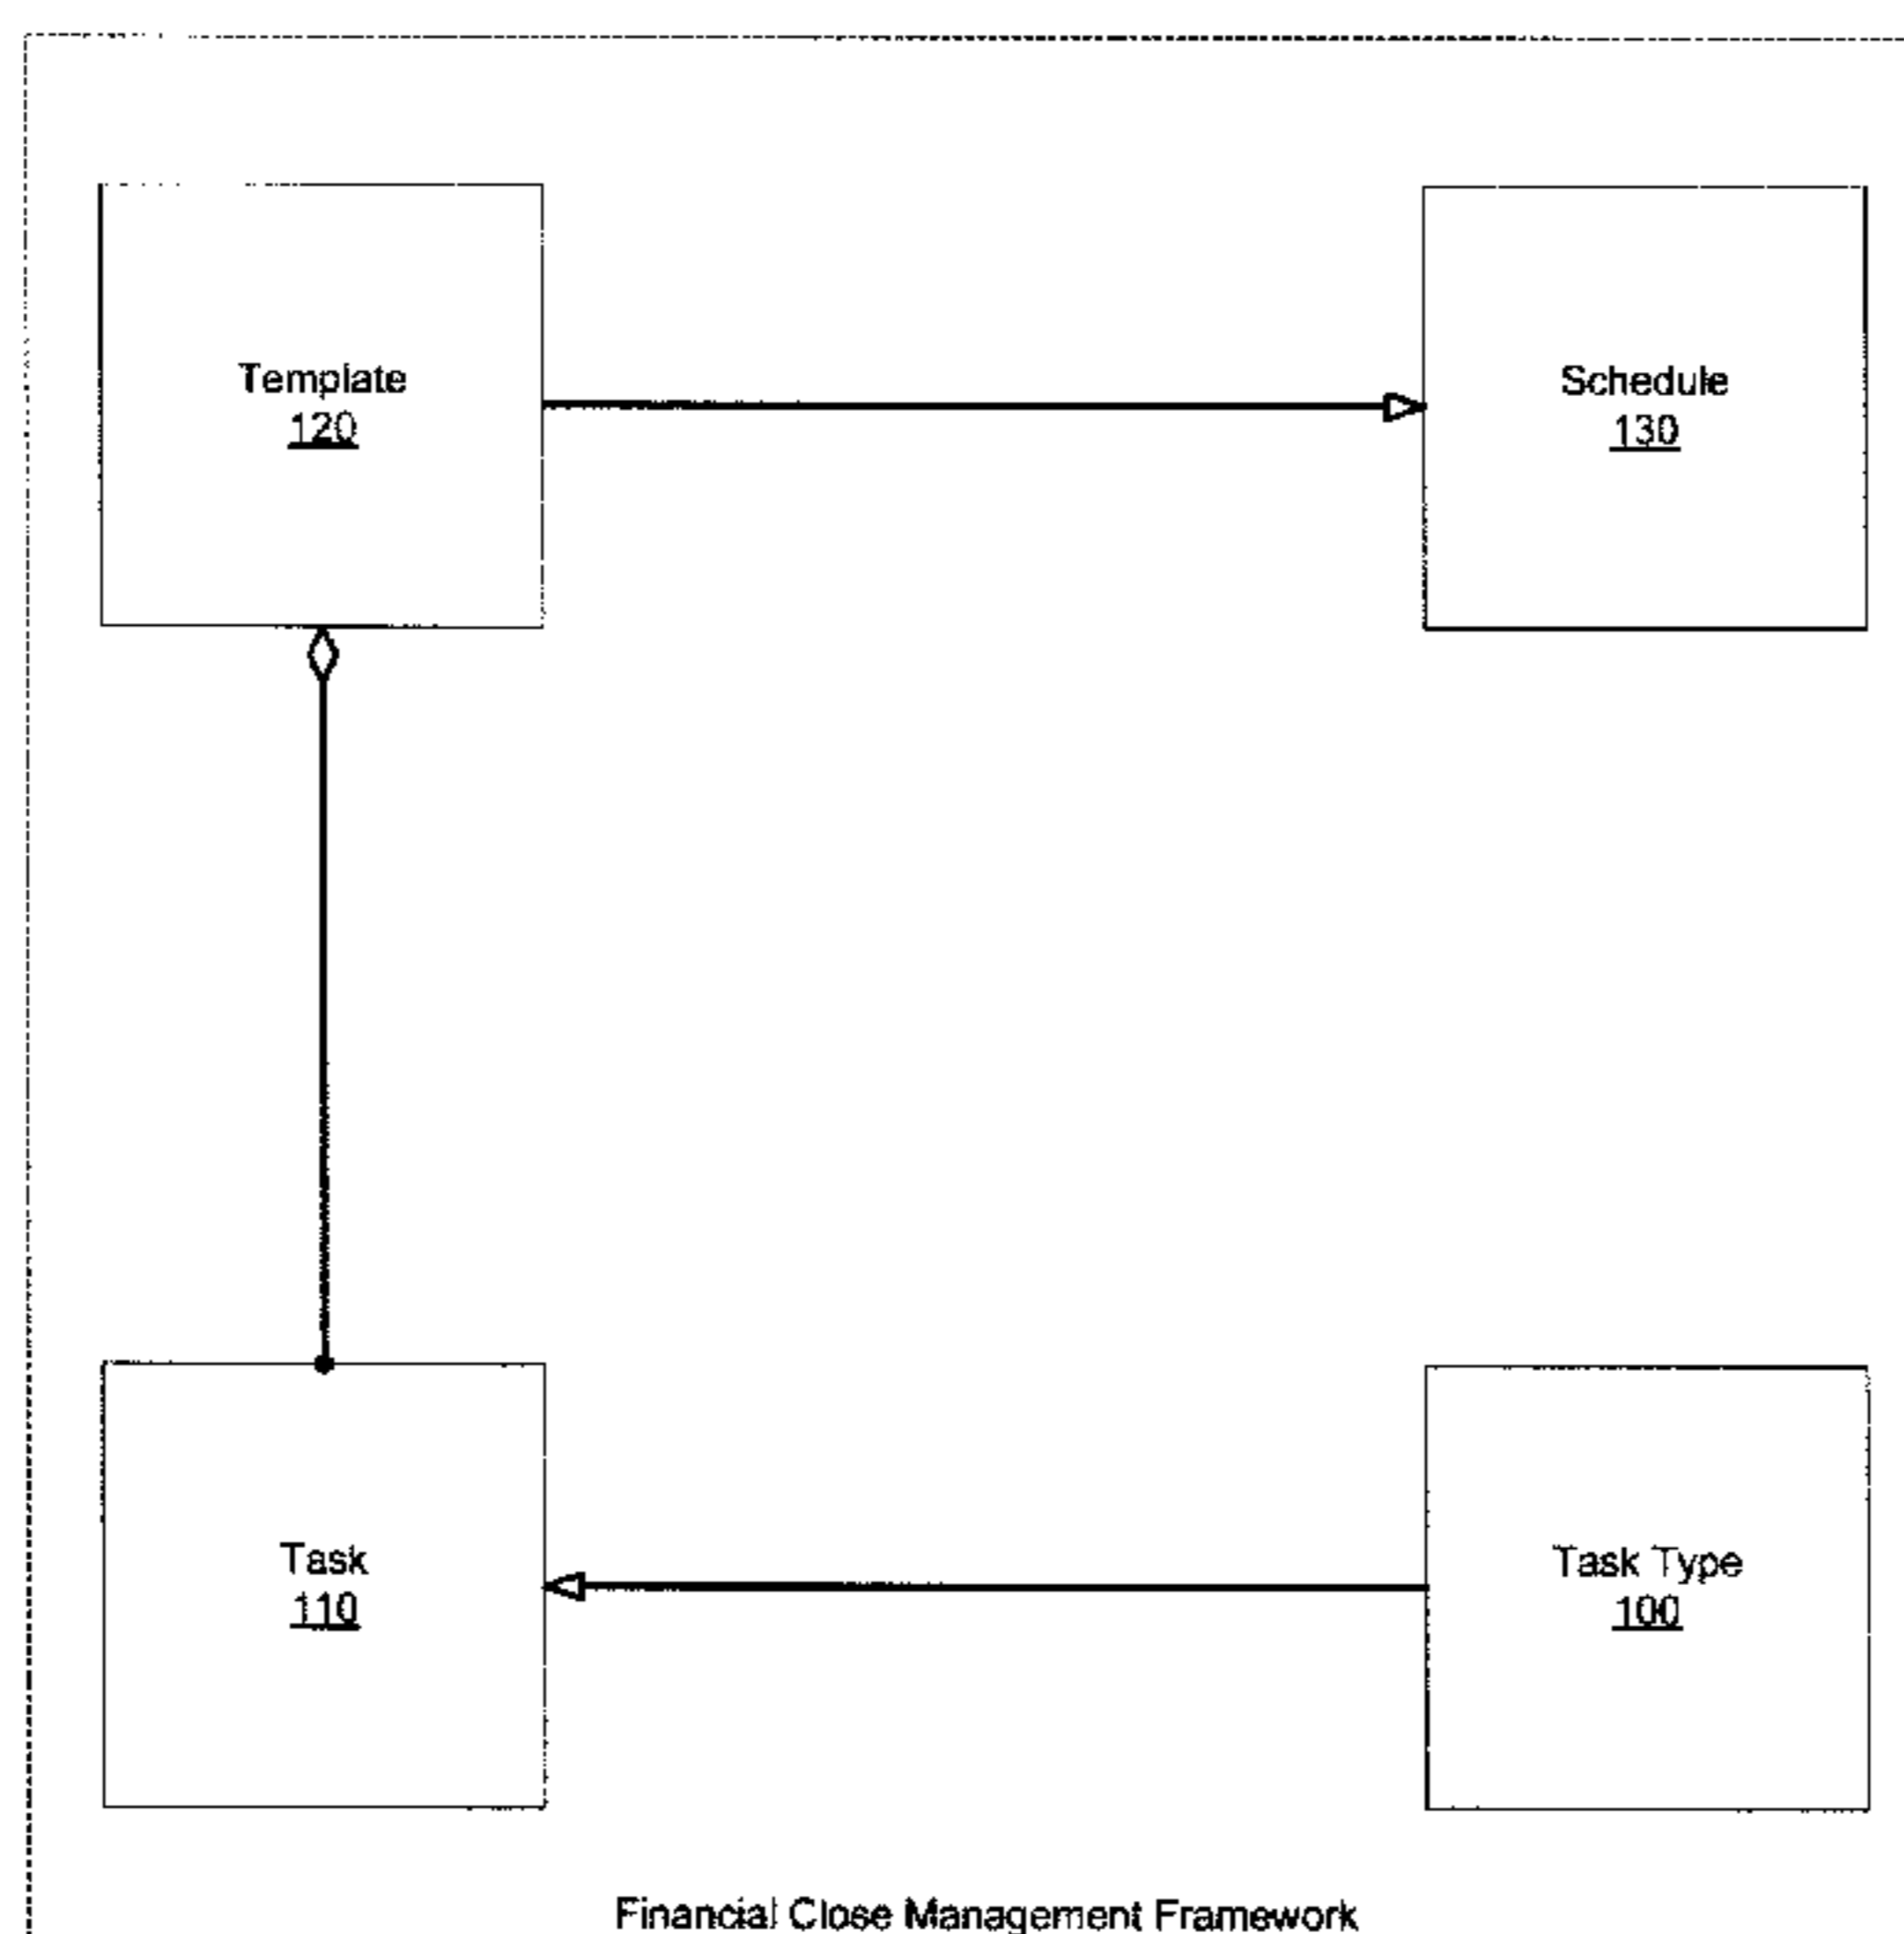 Template
120
Schedule
130
Task
110
Task Type
100
Financial Close Management Framework